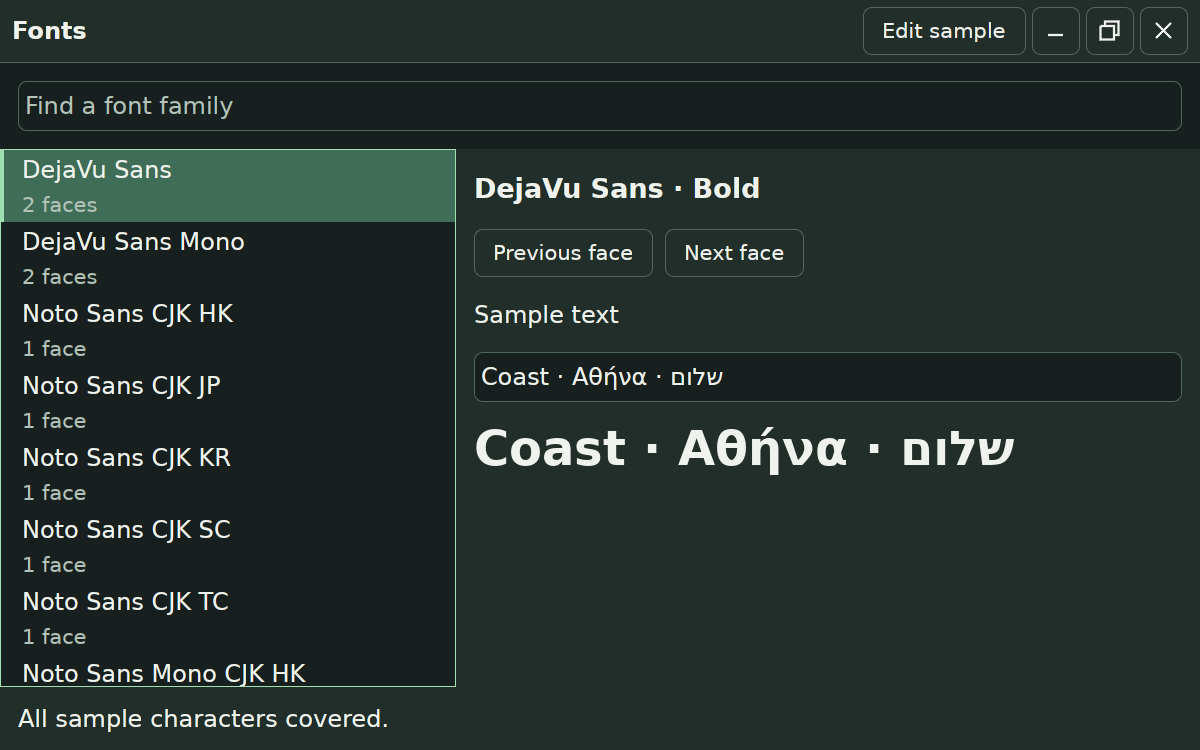 Fonts
Edit sample
Find a font family
DejaVu Sans
2 faces
DejaVu Sans Mono
2 faces
Noto Sans CJK HK
1 face
Noto Sans CJK JP
1 face
Noto Sans CJK KR
1 face
Noto Sans CJK SC
1 face
Noto Sans CJK TC
1 face
Noto Sans Mono CJK HK
DejaVu Sans · Bold
Previous face
Next face
Sample text
Coast · Αθήνα · שלום
Coast · Αθήνα · שלום
All sample characters covered.